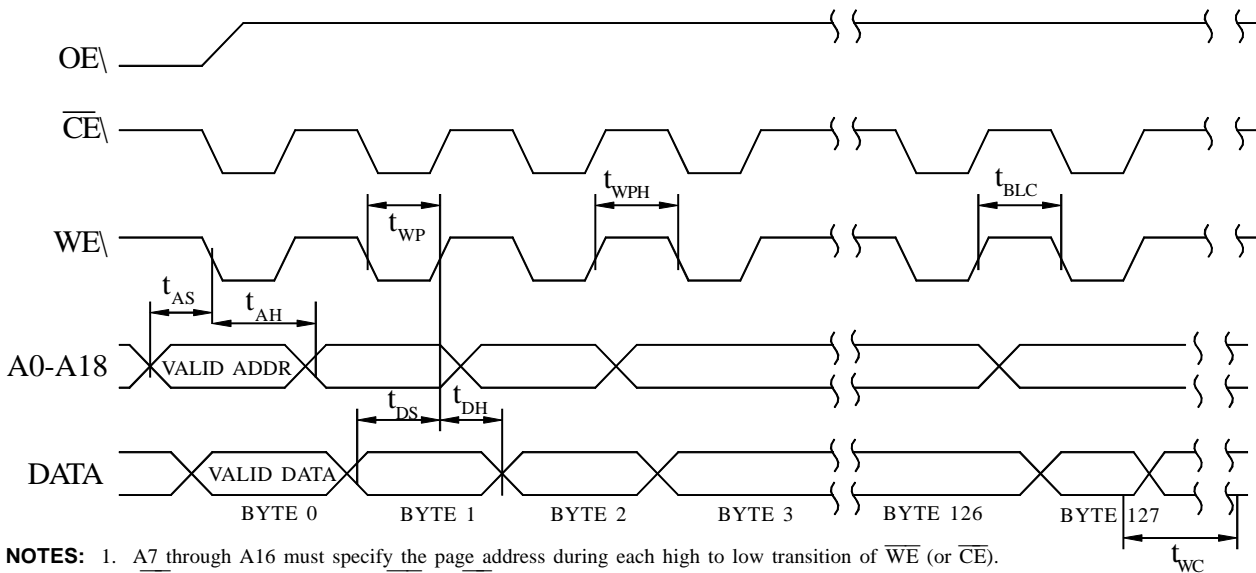 OE\
CE\
tWPH
tBLC
tWP
WE\
tAS
tAH
A0-A18
VALID ADDR
tDS
tDH
DATA
VALID DATA
BYTE 0
BYTE 1
BYTE 2
BYTE 3
BYTE 126
BYTE 127
tWC
NOTES: 1. A7 through A16 must specify the page address during each high to low transition of WE (or CE).